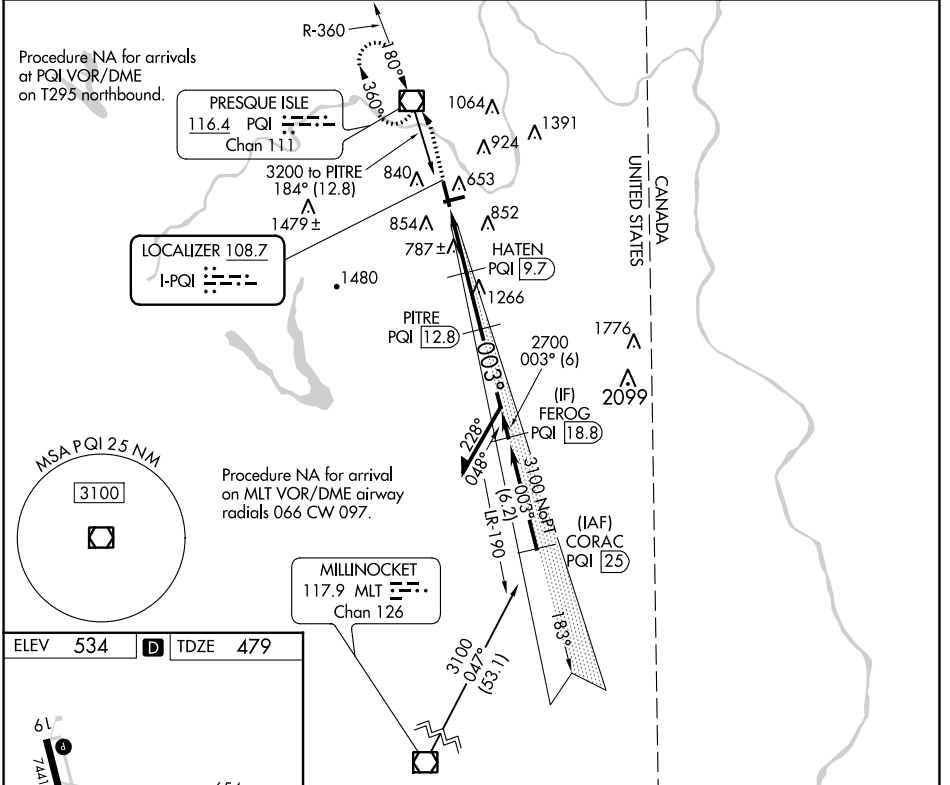 R-360
180°
360°
Procedure NA for arrivals
at PQI VOR/DME
on T295 northbound.
PRESQUE ISLE
116.4 PQI
Chan 111
1064
1391
924
3200 to PITRE
184° (12.8)
840
653
1479 ±
854
852
787 ±
CANADA
UNITED STATES
LOCALIZER 108.7
I-PQI
HATEN
PQI 9.7
1480
1266
PITRE
PQI 12.8
2700
003° (6)
1776
2099
003°
(IF)
FEROG
PQI 18.8
228°
048°
MSA PQI 25 NM
3100
Procedure NA for arrival
on MLT VOR/DME airway
radials 066 CW 097.
3100 NoPT
003°
(6.2)
LR-190
(IAF)
CORAC
PQI 25
MILLINOCKET
117.9 MLT
Chan 126
183°
3100
047°
(53.1)
ELEV 534 D TDZE 479
19
P
7441